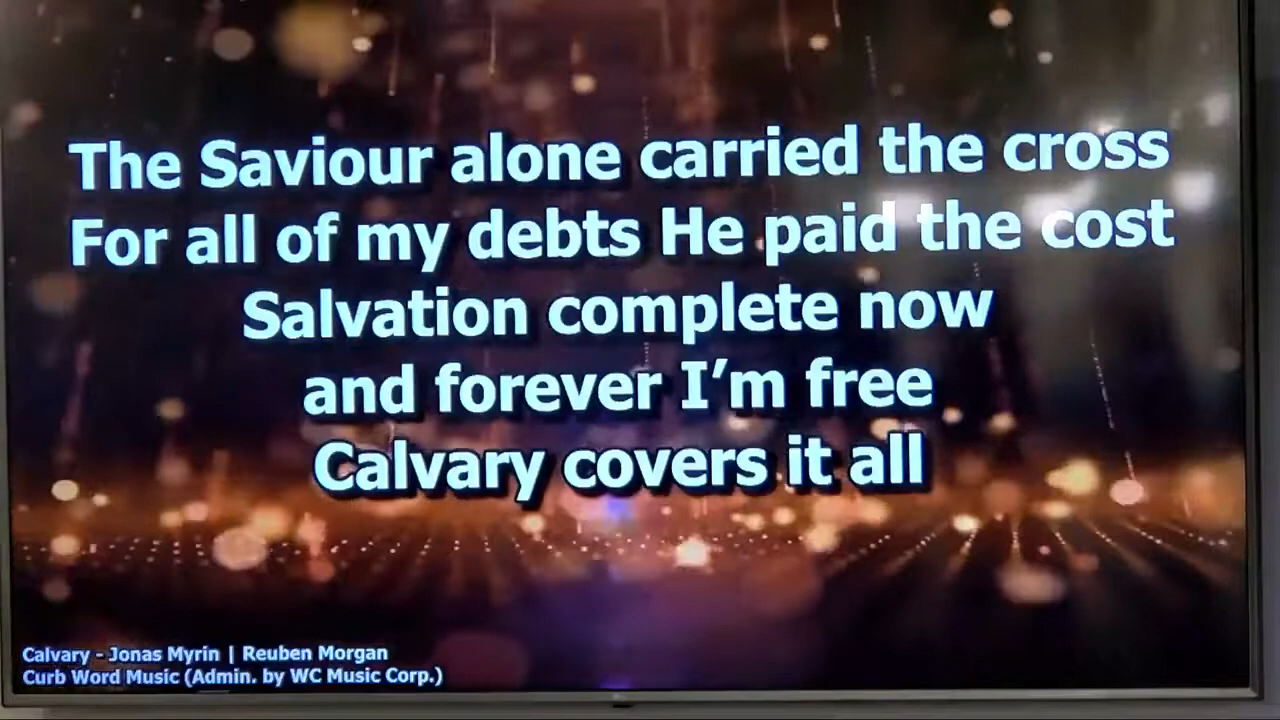 The Saviour alone carried the cross
For all of my debts He paid the cost
Salvation complete now
and forever I’m free
Calvary covers it all
Calvary - Jonas Myrin | Reuben Morgan
Curb Word Music (Admin. by WC Music Corp.)